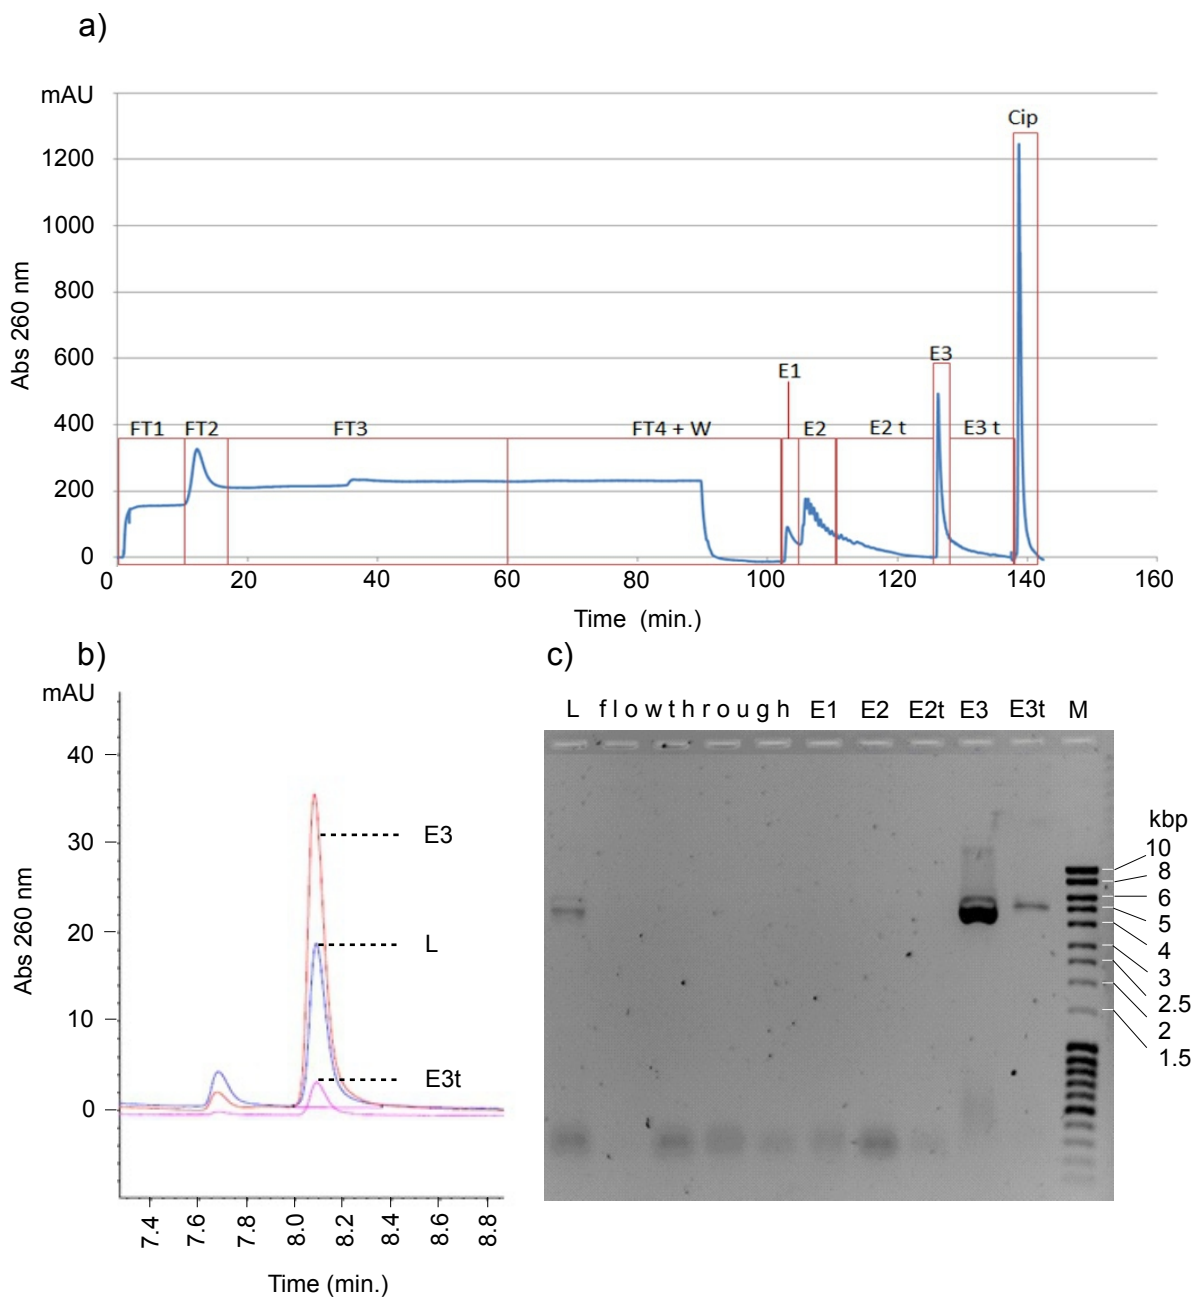 a)
mAU
Cip
1200
1000
800
600
E3
E1
400
FT1 FT2 FT3 FT4 + W E2 E2 t E3 t
200
0
Abs 260 nm
0 20 40 60 80 100 120 140 160
Time (min.)
b)
mAU
40
30
20
10
0
Abs 260 nm
E3
L
E3t
7.4 7.6 7.8 8.0 8.2 8.4 8.6 8.8
Time (min.)
c)
L flowthrough E1 E2 E2t E3 E3t M
kbp
10
8
6
5
4
3
2.5
2
1.5